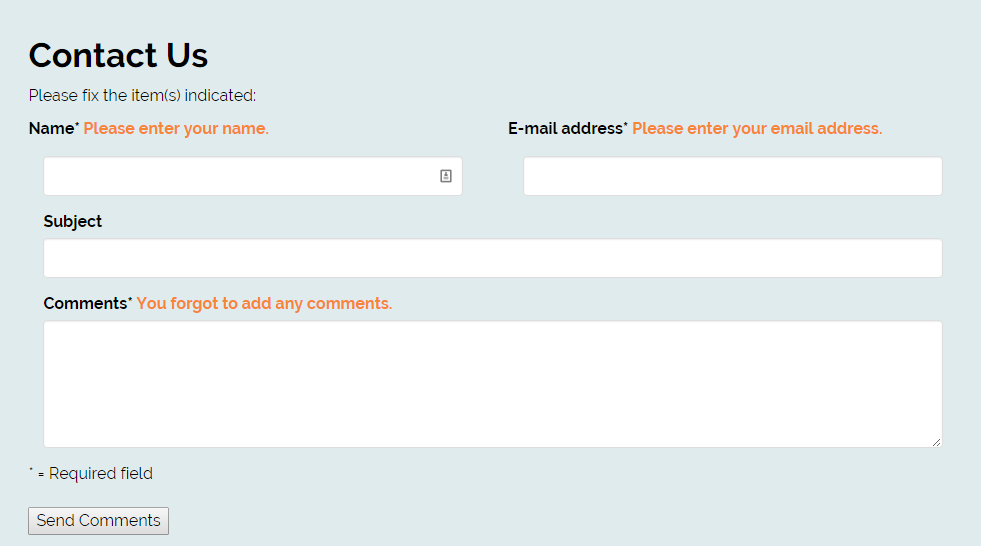 Contact Us
Please fix the item(s) indicated:
Name* Please enter your name.
E-mail address* Please enter your email address.
Subject
Comments* You forgot to add any comments.
* = Required field
Send Comments